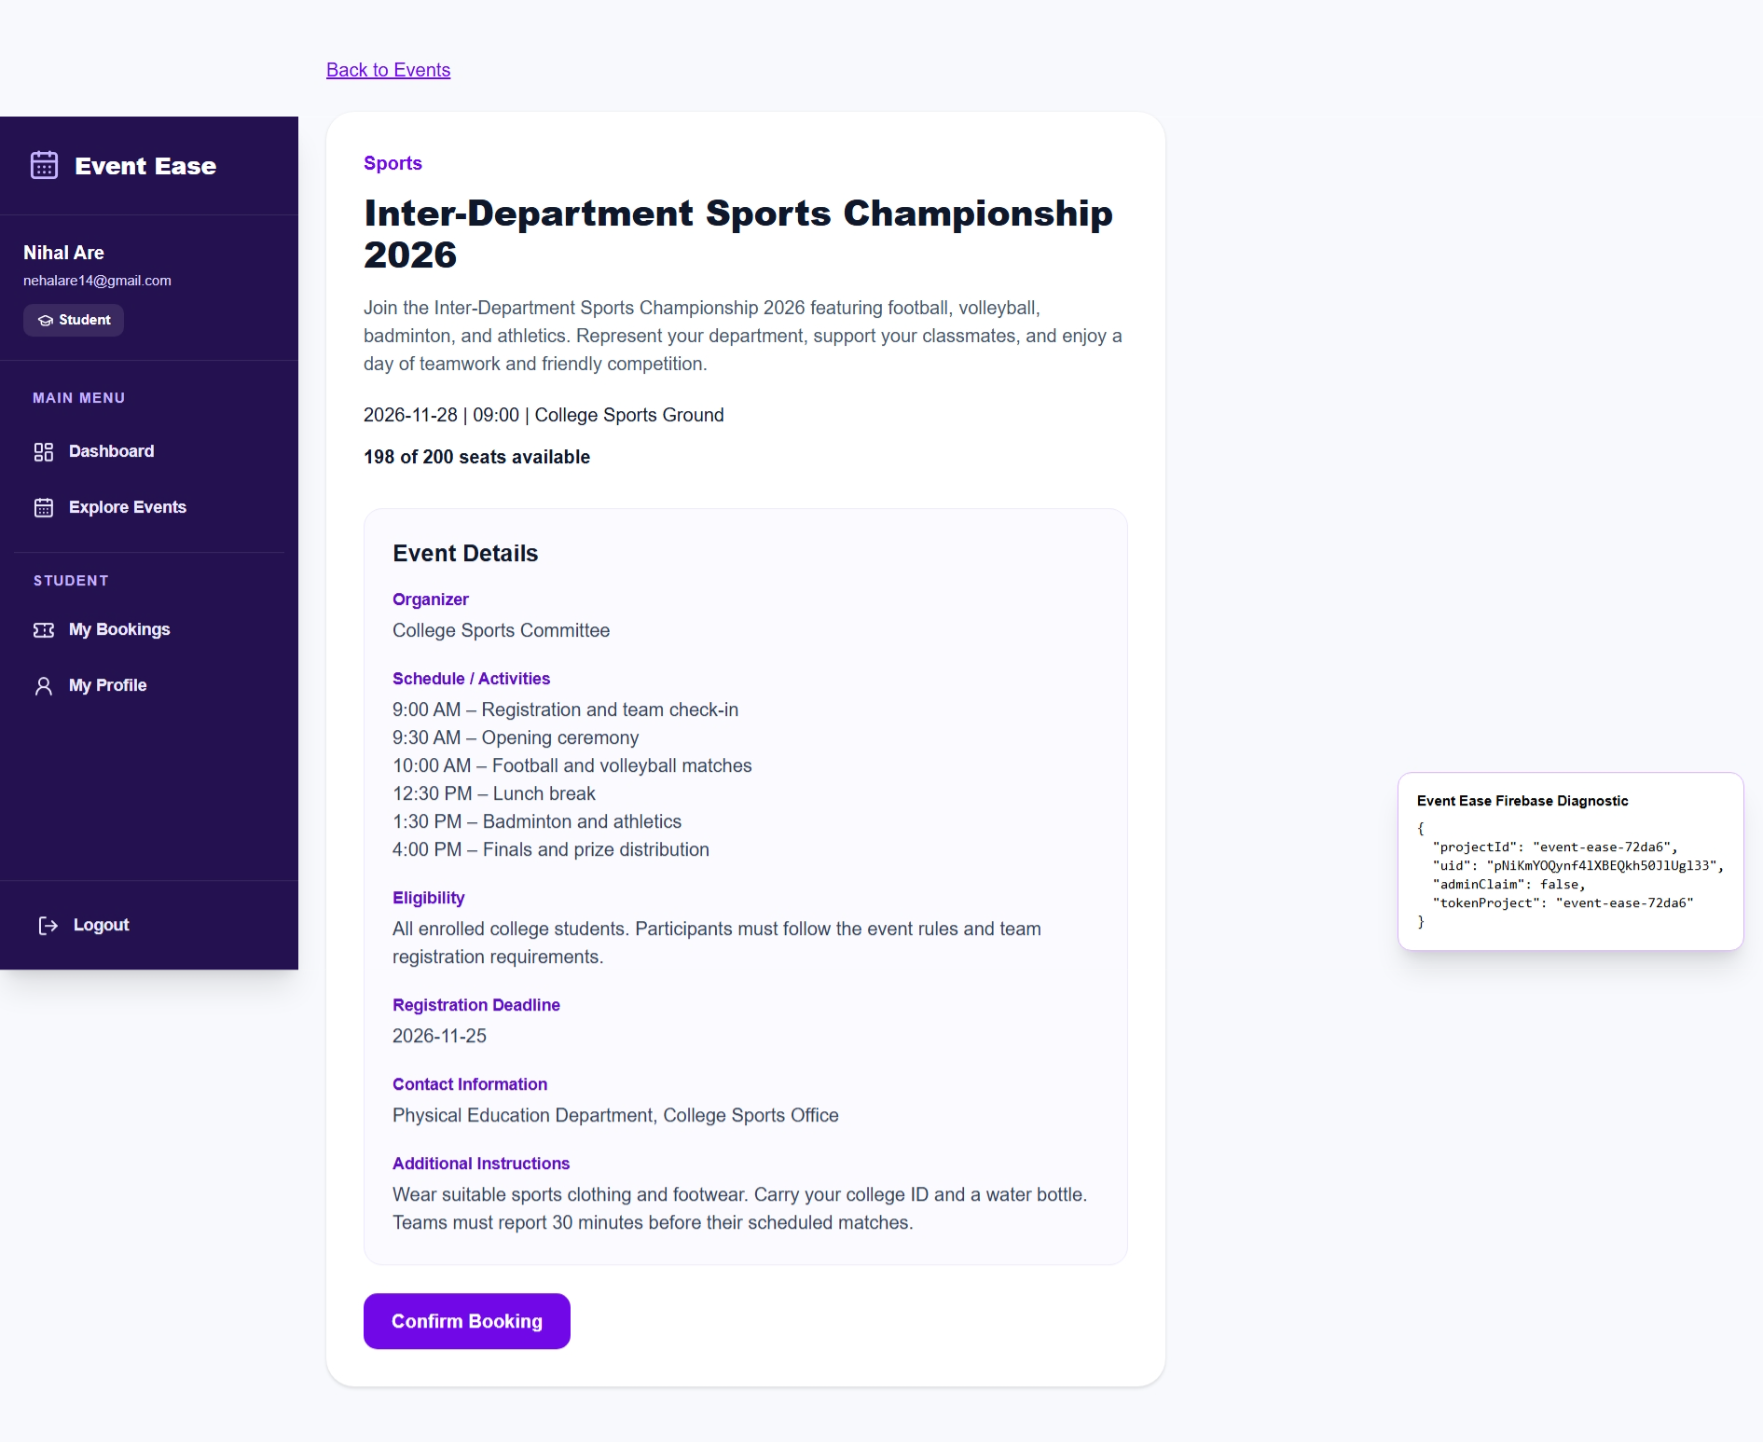 Back to Events
Event Ease
Nihal Are
nehalare14@gmail.com
Student
MAIN MENU
Dashboard
Explore Events
STUDENT
My Bookings
My Profile
Logout
Sports
Inter-Department Sports Championship
2026
Join the Inter-Department Sports Championship 2026 featuring football, volleyball,
badminton, and athletics. Represent your department, support your classmates, and enjoy a
day of teamwork and friendly competition.
2026-11-28 | 09:00 | College Sports Ground
198 of 200 seats available
Event Details
Organizer
College Sports Committee
Schedule / Activities
9:00 AM – Registration and team check-in
9:30 AM – Opening ceremony
10:00 AM – Football and volleyball matches
12:30 PM – Lunch break
1:30 PM – Badminton and athletics
4:00 PM – Finals and prize distribution
Eligibility
All enrolled college students. Participants must follow the event rules and team
registration requirements.
Registration Deadline
2026-11-25
Contact Information
Physical Education Department, College Sports Office
Additional Instructions
Wear suitable sports clothing and footwear. Carry your college ID and a water bottle.
Teams must report 30 minutes before their scheduled matches.
Confirm Booking
Event Ease Firebase Diagnostic
{
"projectId": "event-ease-72da6",
"uid": "pNiKmYOQynf4lXBEQkh50JlUgl33",
"adminClaim": false,
"tokenProject": "event-ease-72da6"
}